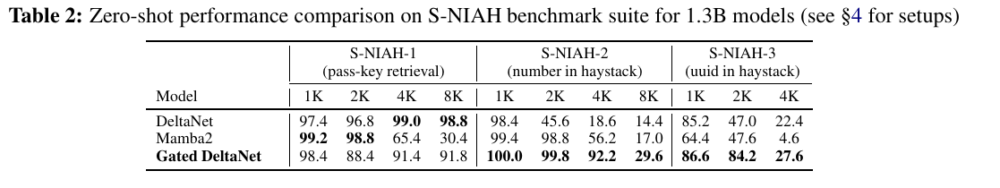 Table 2: Zero-shot performance comparison on S-NIAH benchmark suite for 1.3B models (see §4 for setups)
S-NIAH-1 S-NIAH-2 S-NIAH-3
(pass-key retrieval) (number in haystack) (uuid in haystack)
Model 1K 2K 4K 8K 1K 2K 4K 8K 1K 2K 4K
DeltaNet 97.4 96.8 99.0 98.8 98.4 45.6 18.6 14.4 85.2 47.0 22.4
Mamba2 99.2 98.8 65.4 30.4 99.4 98.8 56.2 17.0 64.4 47.6 4.6
Gated DeltaNet 98.4 88.4 91.4 91.8 100.0 99.8 92.2 29.6 86.6 84.2 27.6